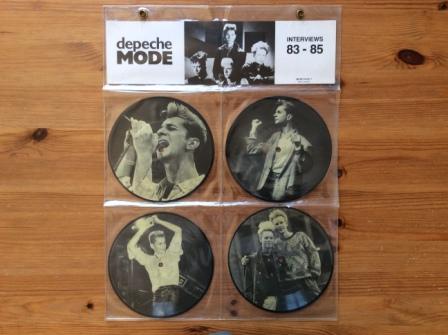 depeche
MODE
INTERVIEWS
83 - 85